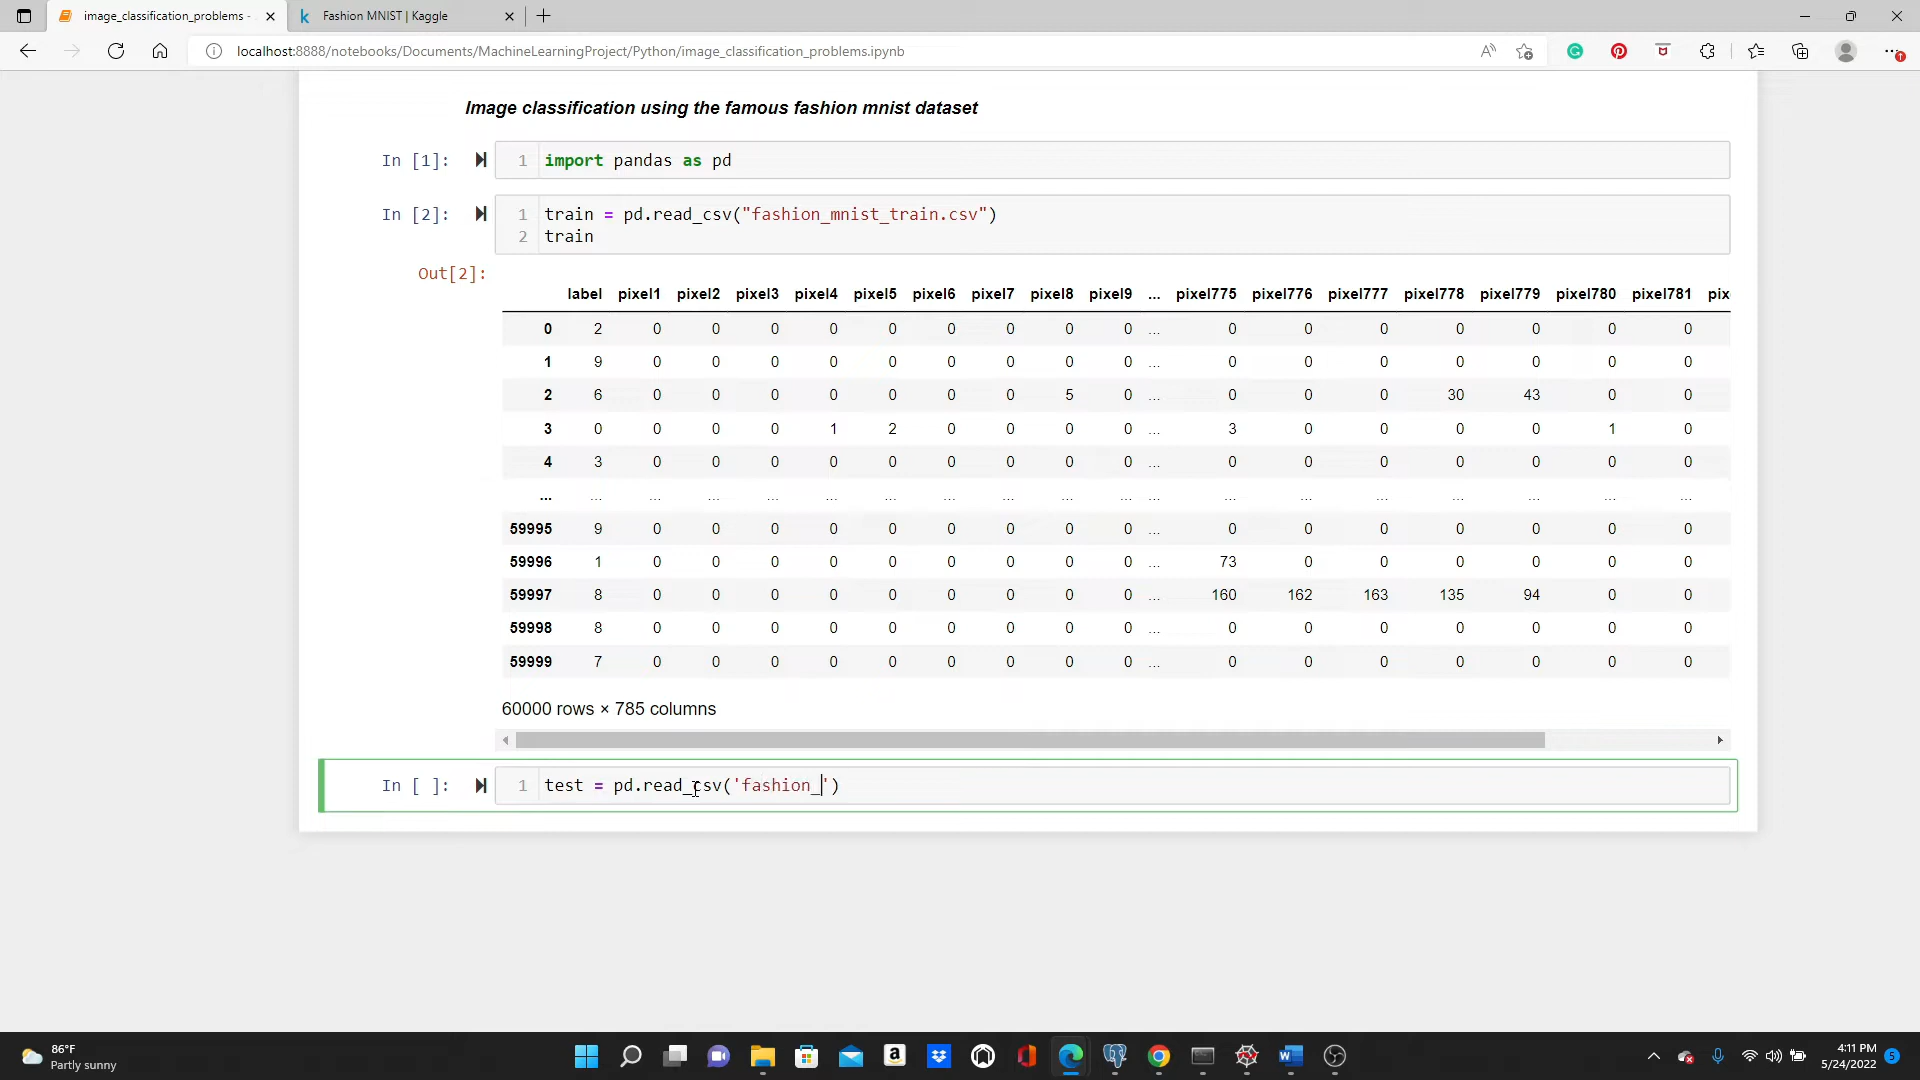 image_classification_problems -
Fashion MNIST | Kaggle
localhost:8888/notebooks/Documents/MachineLearningProject/Python/image_classification_problems.ipynb
Image classification using the famous fashion mnist dataset
In [1]: 1 import pandas as pd
In [2]: 1 train = pd.read_csv("fashion_mnist_train.csv")
2 train
Out[2]:
label pixel1 pixel2 pixel3 pixel4 pixel5 pixel6 pixel7 pixel8 pixel9 ... pixel775 pixel776 pixel777 pixel778 pixel779 pixel780 pixel781 pix
0 2 0 0 0 0 0 0 0 0 0 ... 0 0 0 0 0 0 0
1 9 0 0 0 0 0 0 0 0 0 ... 0 0 0 0 0 0 0
2 6 0 0 0 0 0 0 0 5 0 ... 0 0 0 30 43 0 0
3 0 0 0 0 1 2 0 0 0 0 ... 3 0 0 0 0 1 0
4 3 0 0 0 0 0 0 0 0 0 ... 0 0 0 0 0 0 0
... ... ... ... ... ... ... ... ... ... ... ... ... ... ... ... ... ... ...
59995 9 0 0 0 0 0 0 0 0 0 ... 0 0 0 0 0 0 0
59996 1 0 0 0 0 0 0 0 0 0 ... 73 0 0 0 0 0 0
59997 8 0 0 0 0 0 0 0 0 0 ... 160 162 163 135 94 0 0
59998 8 0 0 0 0 0 0 0 0 0 ... 0 0 0 0 0 0 0
59999 7 0 0 0 0 0 0 0 0 0 ... 0 0 0 0 0 0 0
60000 rows × 785 columns
In [ ]: 1 test = pd.read_csv('fashion_')
86°F
Partly sunny
4:11 PM
5/24/2022
5